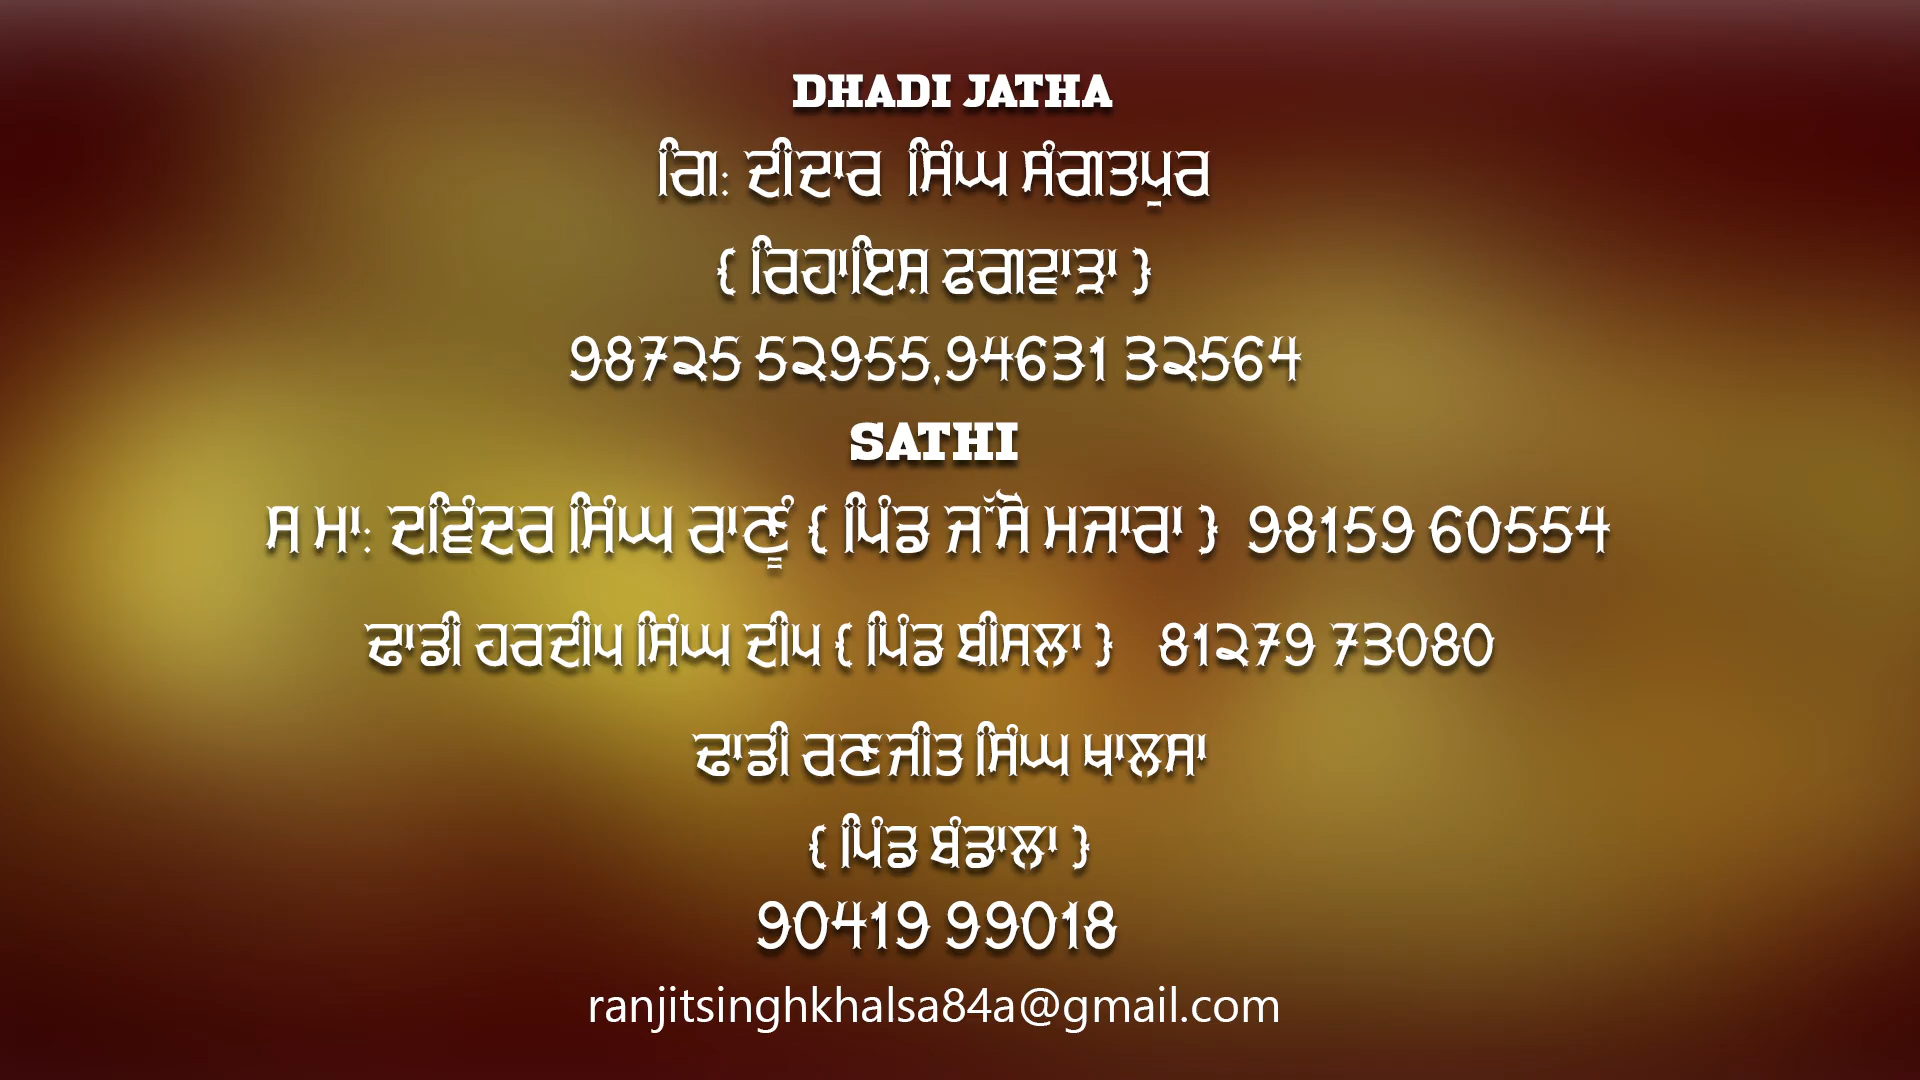 DHADI JATHA
ਗਿ: ਦੀਦਾਰ ਸਿੰਘ ਸੰਗਤਪੁਰ
{ ਰਿਹਾਇਸ਼ ਫਗਵਾੜਾ }
98725 52955,94631 32564
SATHI
ਸ ਮਾ: ਦਵਿੰਦਰ ਸਿੰਘ ਰਾਣੂੰ { ਪਿੰਡ ਜੱਸੋ ਮਜਾਰਾ } 98159 60554
ਢਾਡੀ ਹਰਦੀਪ ਸਿੰਘ ਦੀਪ { ਪਿੰਡ ਬੀਸਲਾ } 81279 73080
ਢਾਡੀ ਰਣਜੀਤ ਸਿੰਘ ਖਾਲਸਾ
{ ਪਿੰਡ ਬੰਡਾਲਾ }
90419 99018
ranjitsinghkhalsa84a@gmail.com